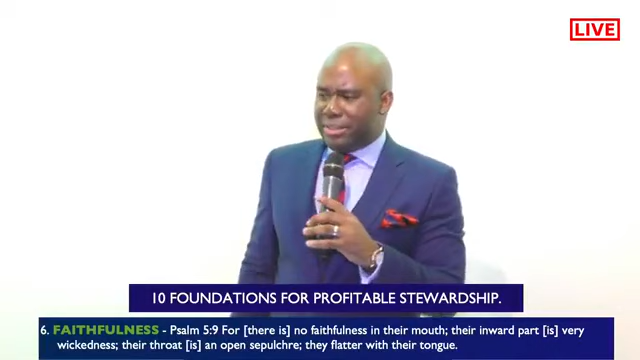 LIVE
10 FOUNDATIONS FOR PROFITABLE STEWARDSHIP.
6. FAITHFULNESS - Psalm 5:9 For [there is] no faithfulness in their mouth; their inward part [is] very
wickedness; their throat [is] an open sepulchre; they flatter with their tongue.